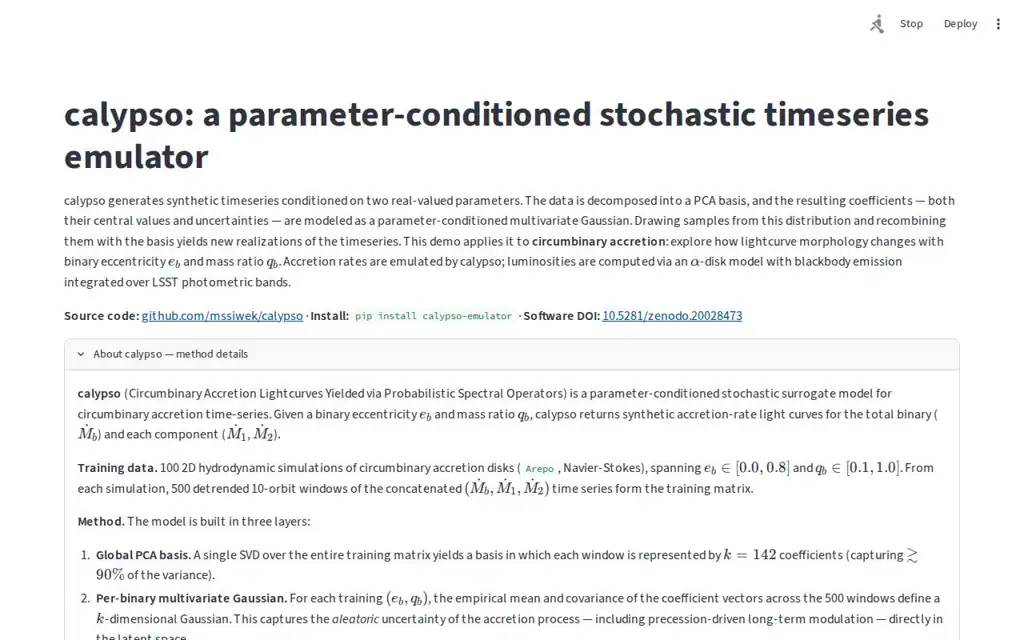 Stop Deploy
calypso: a parameter-conditioned stochastic timeseries
emulator
calypso generates synthetic timeseries conditioned on two real-valued parameters. The data is decomposed into a PCA basis, and the resulting coefficients — both
their central values and uncertainties — are modeled as a parameter-conditioned multivariate Gaussian. Drawing samples from this distribution and recombining
them with the basis yields new realizations of the timeseries. This demo applies it to circumbinary accretion: explore how lightcurve morphology changes with
binary eccentricity e_b and mass ratio q_b. Accretion rates are emulated by calypso; luminosities are computed via an α-disk model with blackbody emission
integrated over LSST photometric bands.
Source code: github.com/mssiwek/calypso · Install: pip install calypso-emulator · Software DOI: 10.5281/zenodo.20028473
About calypso — method details
calypso (Circumbinary Accretion Lightcurves Yielded via Probabilistic Spectral Operators) is a parameter-conditioned stochastic surrogate model for
circumbinary accretion time-series. Given a binary eccentricity e_b and mass ratio q_b, calypso returns synthetic accretion-rate light curves for the total binary (
Ṁ_b) and each component (Ṁ_1, Ṁ_2).
Training data. 100 2D hydrodynamic simulations of circumbinary accretion disks ( Arepo , Navier-Stokes), spanning e_b ∈ [0.0, 0.8] and q_b ∈ [0.1, 1.0]. From
each simulation, 500 detrended 10-orbit windows of the concatenated (Ṁ_b, Ṁ_1, Ṁ_2) time series form the training matrix.
Method. The model is built in three layers:
1. Global PCA basis. A single SVD over the entire training matrix yields a basis in which each window is represented by k = 142 coefficients (capturing ≳
90% of the variance).
2. Per-binary multivariate Gaussian. For each training (e_b, q_b), the empirical mean and covariance of the coefficient vectors across the 500 windows define a
k-dimensional Gaussian. This captures the aleatoric uncertainty of the accretion process — including precession-driven long-term modulation — directly in
the latent space.